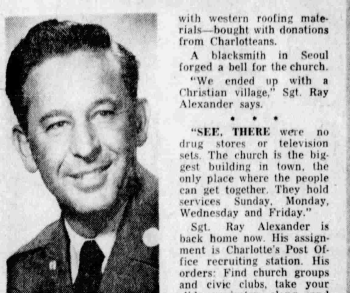 with western roofing mate-
rials—bought with donations
from Charlotteans.
A blacksmith in Seoul
forged a bell for the church.
"We ended up with a
Christian village," Sgt. Ray
Alexander says.
• • •
"SEE, THERE were no
drug stores or television
sets. The church is the big-
gest building in town, the
only place where the people
can get together. They hold
services Sunday, Monday,
Wednesday and Friday."
Sgt. Ray Alexander is
back home now. His assign-
ment is Charlotte's Post Of-
fice recruiting station. His
orders: Find church groups
and civic clubs, take your